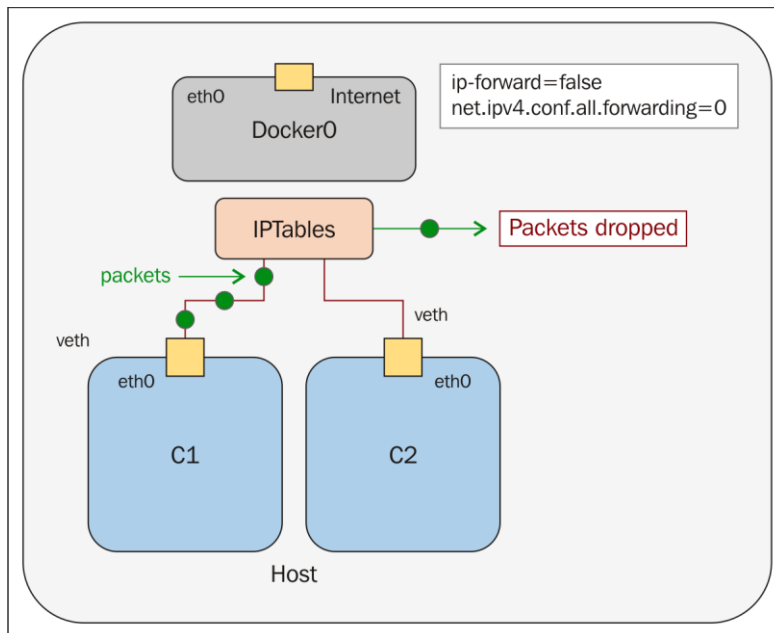 ip-forward=false
net.ipv4.conf.all.forwarding=0
eth0 Internet
Docker0
IPTables
Packets dropped
packets
veth
veth
eth0
eth0
C1
C2
Host